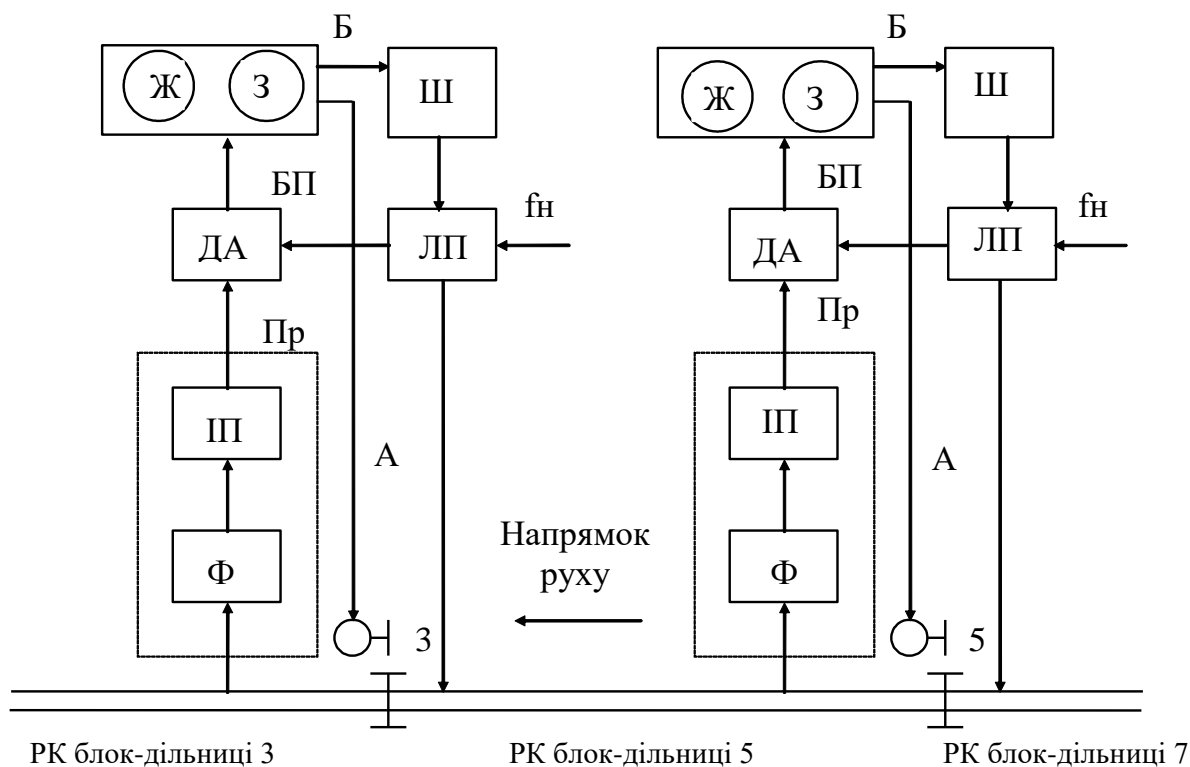 Б
Б
Ж
З
Ш
Ж
З
Ш
БП
fн
БП
fн
ДА
ЛП
ДА
ЛП
Пр
Пр
ІП
ІП
А
А
Напрямок
руху
Ф
Ф
3
5
РК блок-дільниці 3
РК блок-дільниці 5
РК блок-дільниці 7